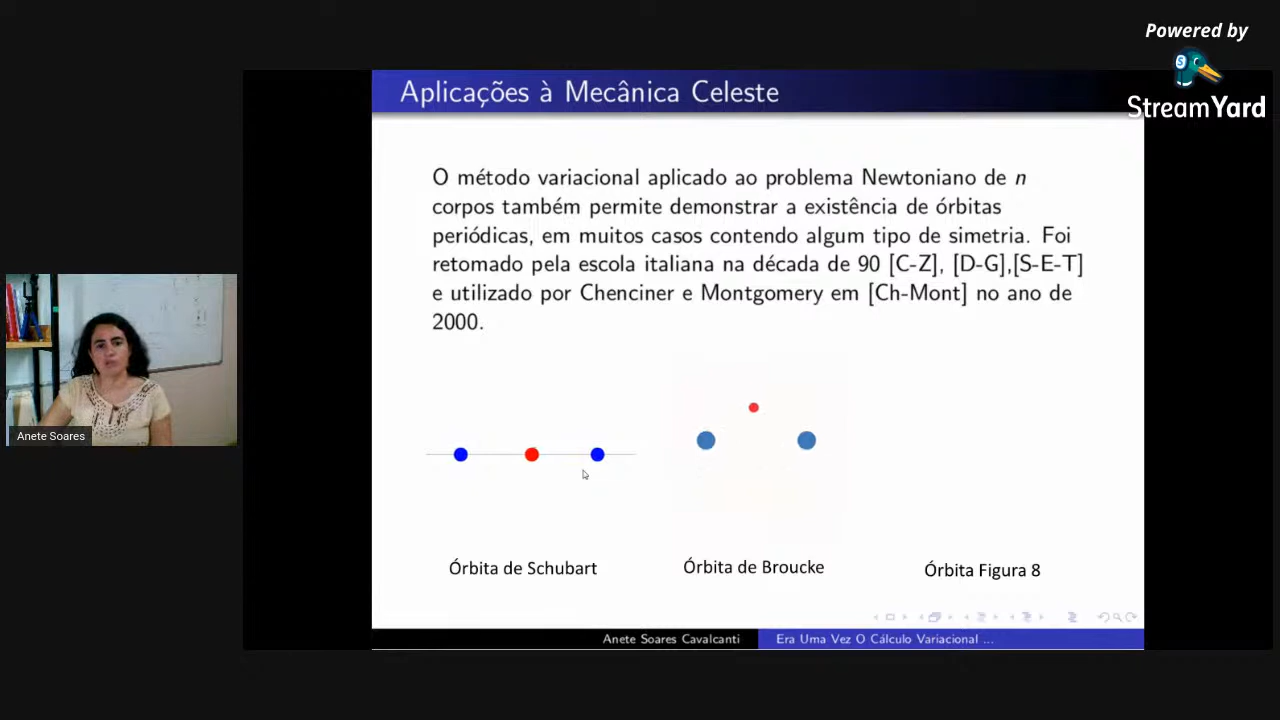 Powered by
StreamYard
Aplicações à Mecânica Celeste
O método variacional aplicado ao problema Newtoniano de n
corpos também permite demonstrar a existência de órbitas
periódicas, em muitos casos contendo algum tipo de simetria. Foi
retomado pela escola italiana na década de 90 [C-Z], [D-G],[S-E-T]
e utilizado por Chenciner e Montgomery em [Ch-Mont] no ano de
2000.
Anete Soares
Órbita de Schubart
Órbita de Broucke
Órbita Figura 8
Anete Soares Cavalcanti
Era Uma Vez O Cálculo Variacional ...